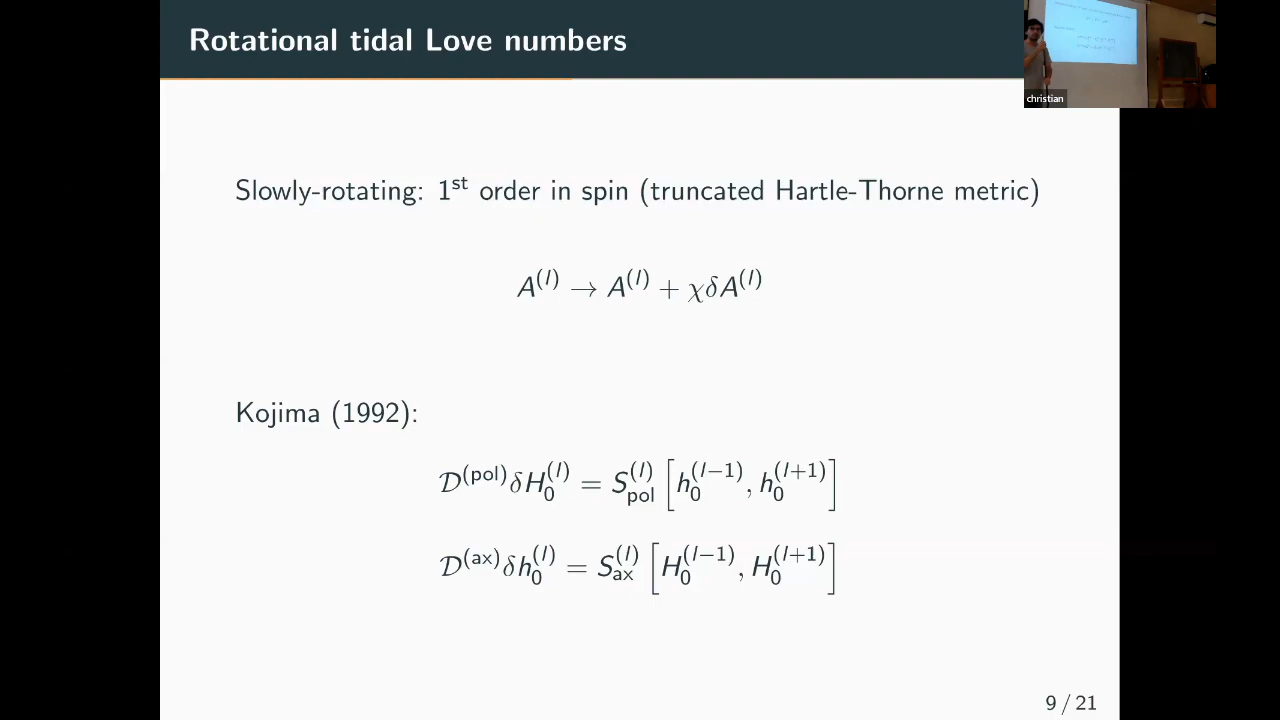 Rotational tidal Love numbers
christian
Slowly-rotating: 1st order in spin (truncated Hartle-Thorne metric)
A^(l) → A^(l) + χδA^(l)
Kojima (1992):
𝒟^(pol) δH_0^(l) = S_pol^(l) [h_0^(l−1), h_0^(l+1)]
𝒟^(ax) δh_0^(l) = S_ax^(l) [H_0^(l−1), H_0^(l+1)]
9 / 21